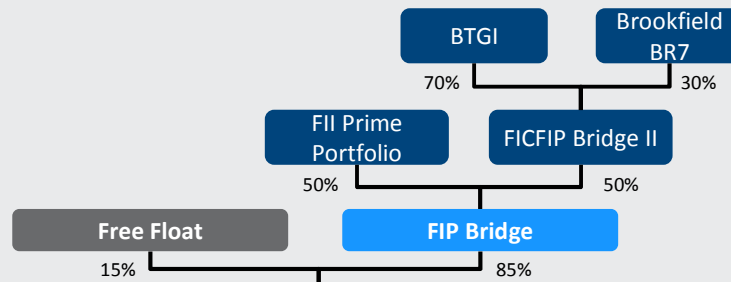 BTGI
Brookfield
BR7
70%
30%
FII Prime
Portfolio
FICFIP Bridge II
50%
50%
Free Float
FIP Bridge
15%
85%